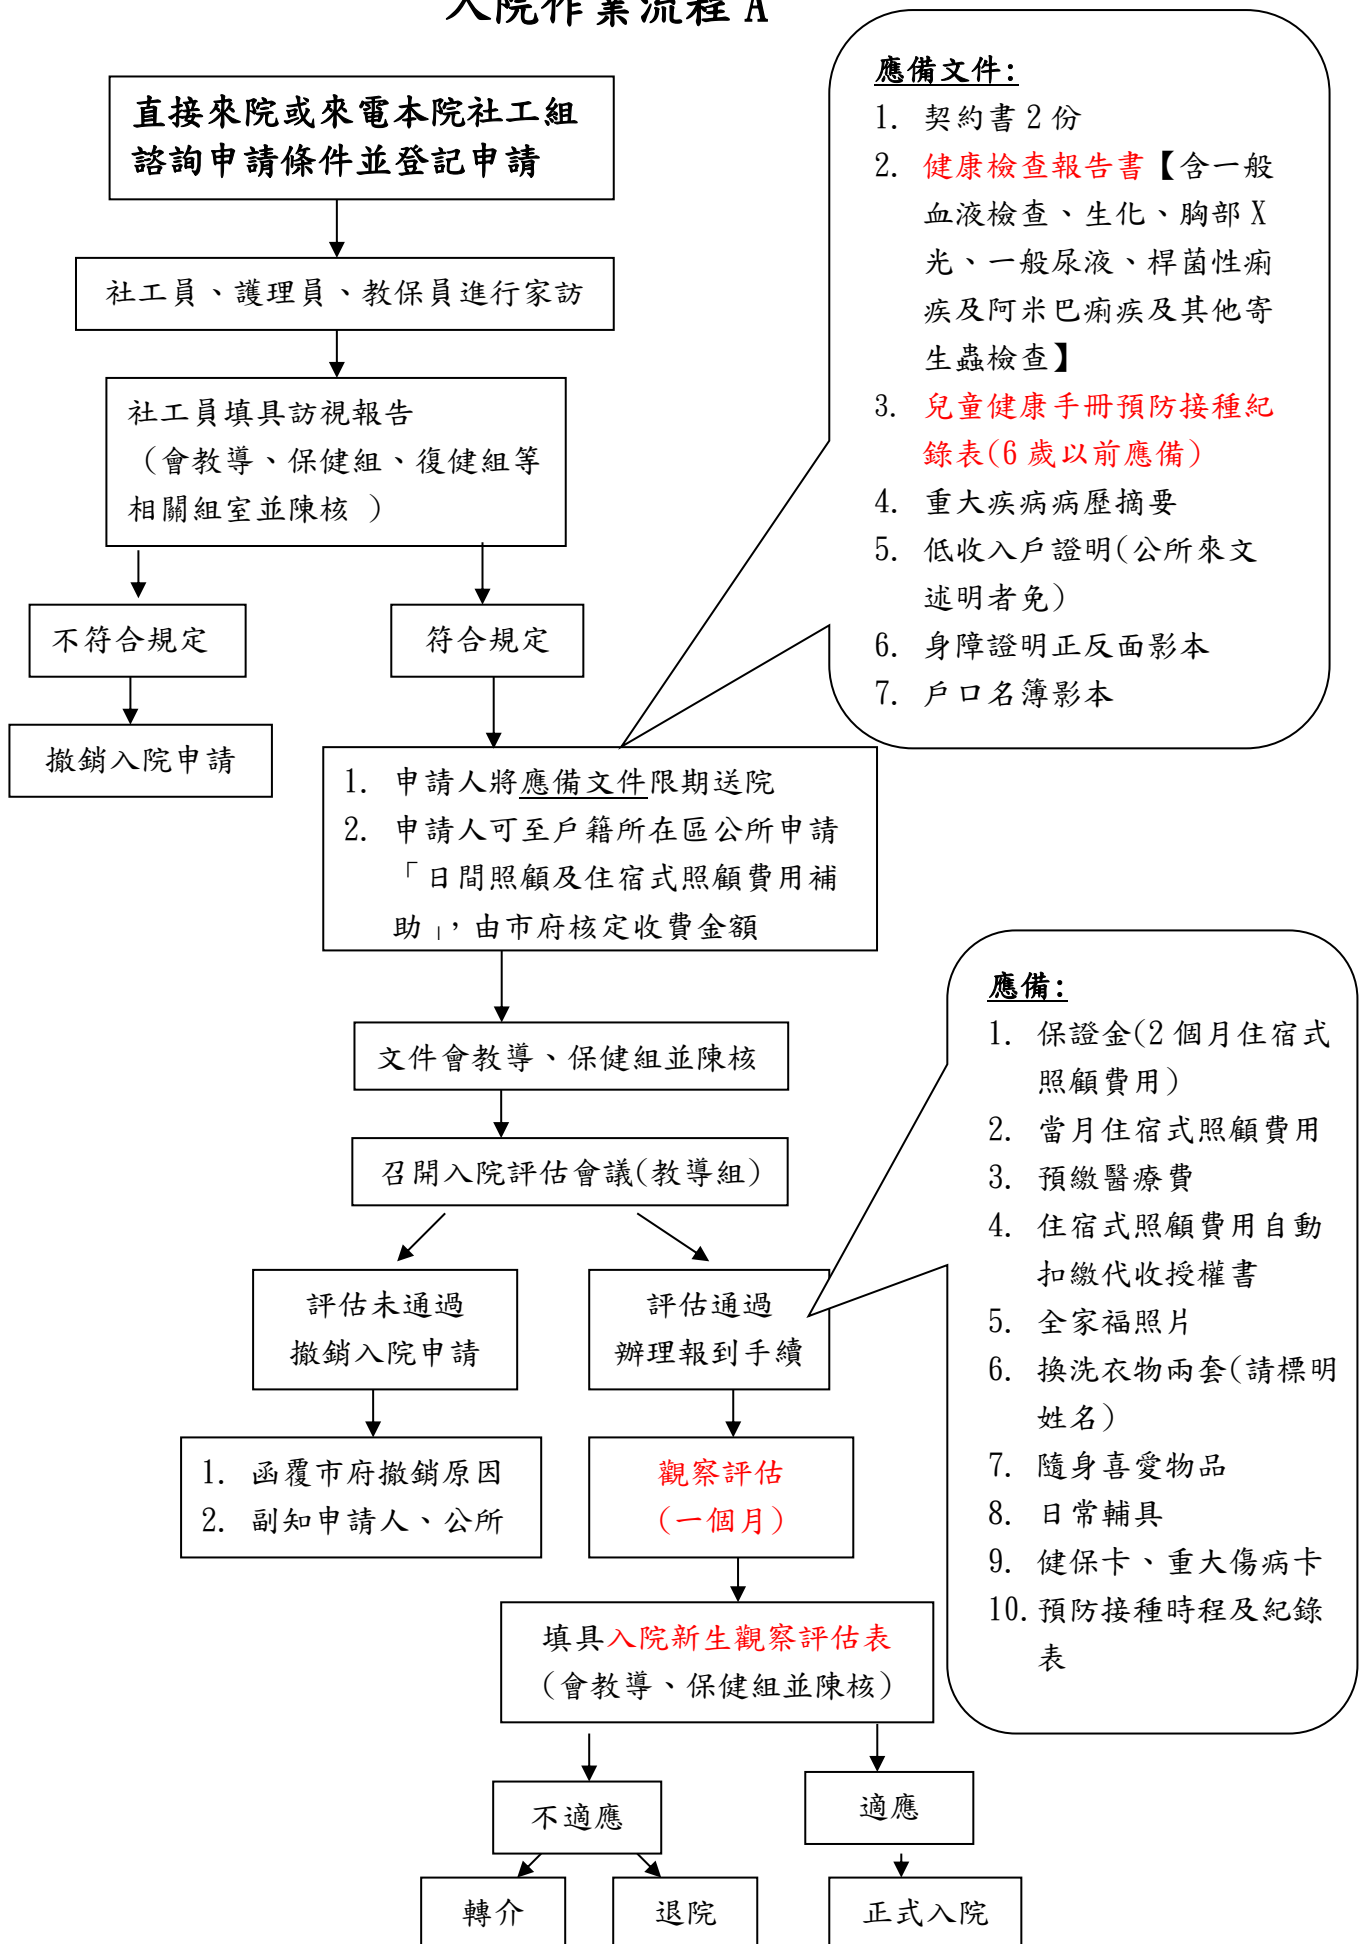 入院作業流程 A
直接來院或來電本院社工組
諮詢申請條件並登記申請
社工員、護理員、教保員進行家訪
社工員填具訪視報告
（會教導、保健組、復健組等
相關組室並陳核 ）
不符合規定
符合規定
撤銷入院申請
應備文件:
1. 契約書 2 份
2. 健康檢查報告書【含一般
血液檢查、生化、胸部 X
光、一般尿液、桿菌性痢
疾及阿米巴痢疾及其他寄
生蟲檢查】
3. 兒童健康手冊預防接種紀
錄表(6 歲以前應備)
4. 重大疾病病歷摘要
5. 低收入戶證明(公所來文
述明者免)
6. 身障證明正反面影本
7. 戶口名簿影本
1. 申請人將應備文件限期送院
2. 申請人可至戶籍所在區公所申請
「日間照顧及住宿式照顧費用補
助」，由市府核定收費金額
文件會教導、保健組並陳核
召開入院評估會議(教導組)
評估未通過
撤銷入院申請
評估通過
辦理報到手續
應備:
1. 保證金(2 個月住宿式
照顧費用)
2. 當月住宿式照顧費用
3. 預繳醫療費
4. 住宿式照顧費用自動
扣繳代收授權書
5. 全家福照片
6. 換洗衣物兩套(請標明
姓名)
7. 隨身喜愛物品
8. 日常輔具
9. 健保卡、重大傷病卡
10. 預防接種時程及紀錄
表
1. 函覆市府撤銷原因
2. 副知申請人、公所
觀察評估
(一個月)
填具入院新生觀察評估表
(會教導、保健組並陳核)
不適應
適應
轉介
退院
正式入院